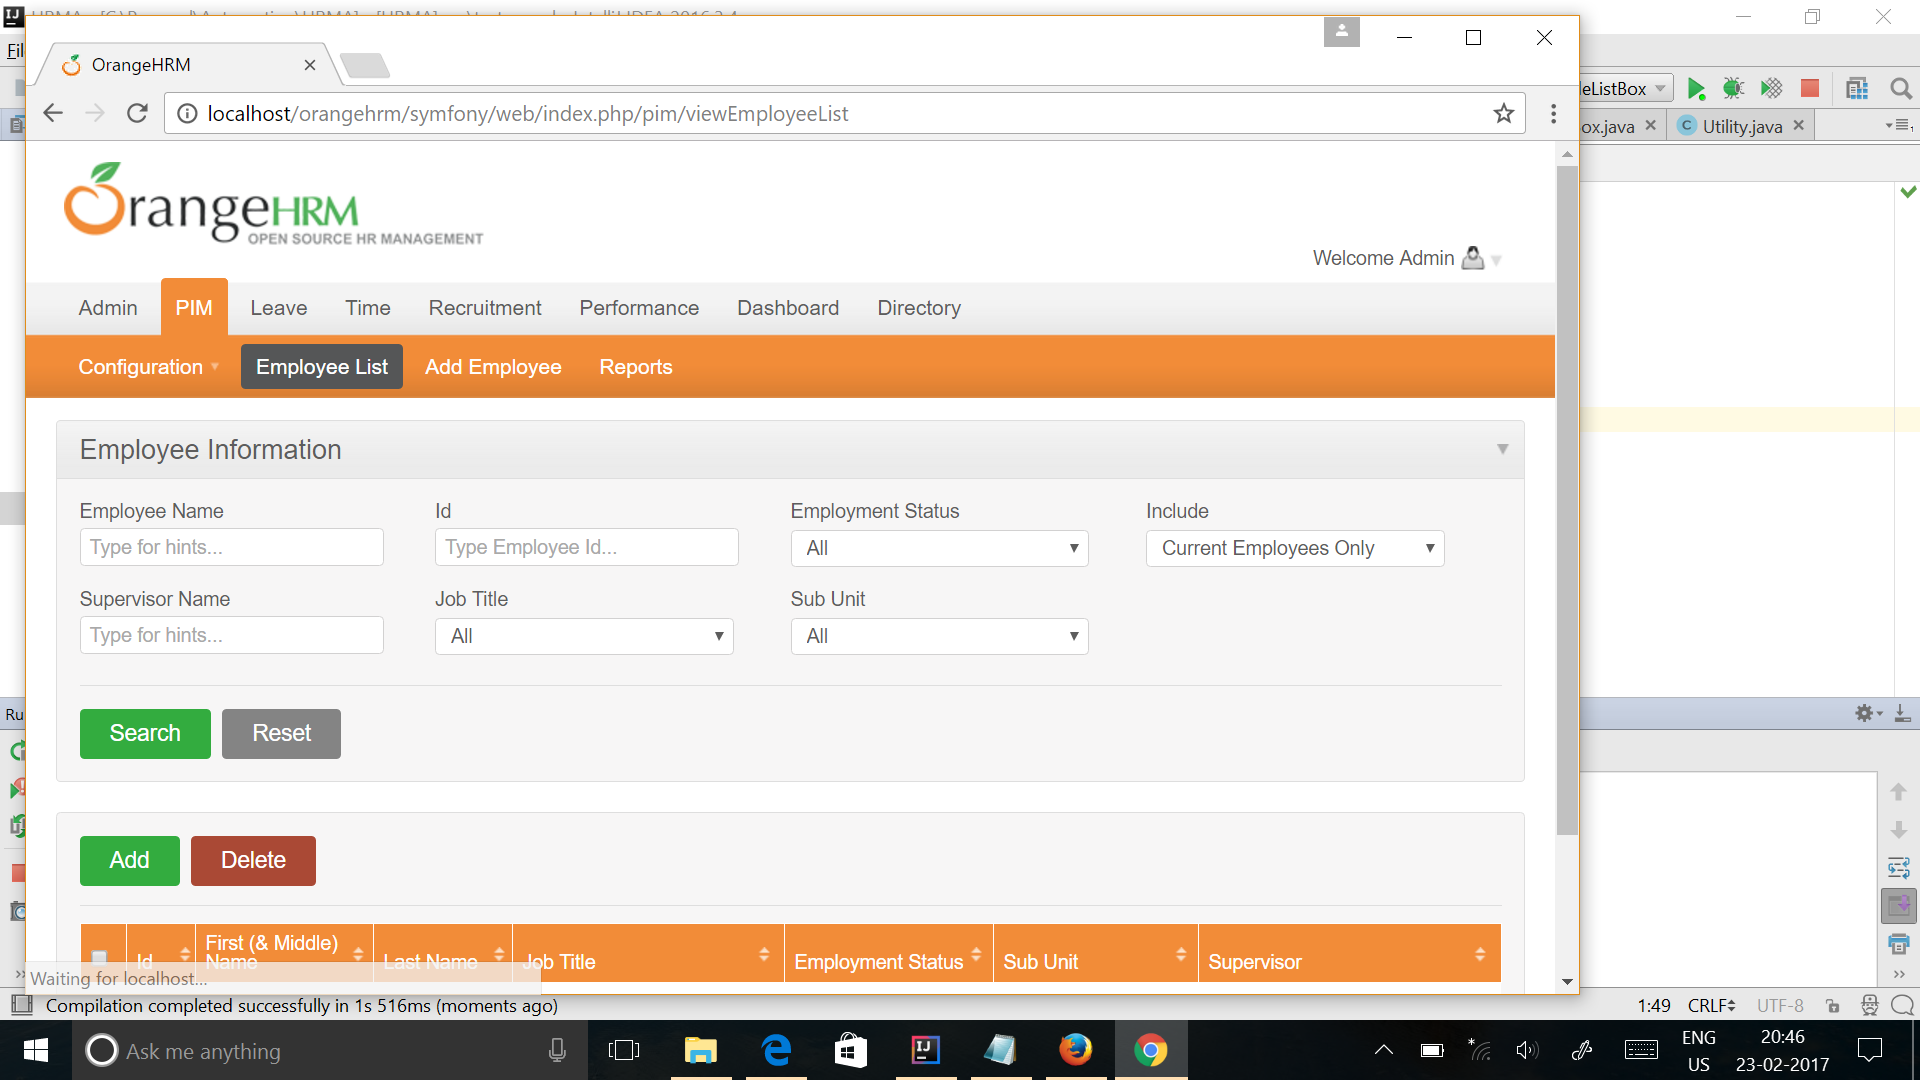 OrangeHRM
localhost/orangehrm/symfony/web/index.php/pim/viewEmployeeList
eListBox
ox.java
C Utility.java
OrangeHRM
OPEN SOURCE HR MANAGEMENT
Welcome Admin
Admin PIM Leave Time Recruitment Performance Dashboard Directory
Configuration Employee List Add Employee Reports
Employee Information
Employee Name Id Employment Status Include
Type for hints... Type Employee Id... All Current Employees Only
Supervisor Name Job Title Sub Unit
Type for hints... All All
Search Reset
Ru
Add Delete
Id First (& Middle) Name Last Name Job Title Employment Status Sub Unit Supervisor
Waiting for localhost...
Compilation completed successfully in 1s 516ms (moments ago) 1:49 CRLF UTF-8
Ask me anything
ENG 20:46
US 23-02-2017